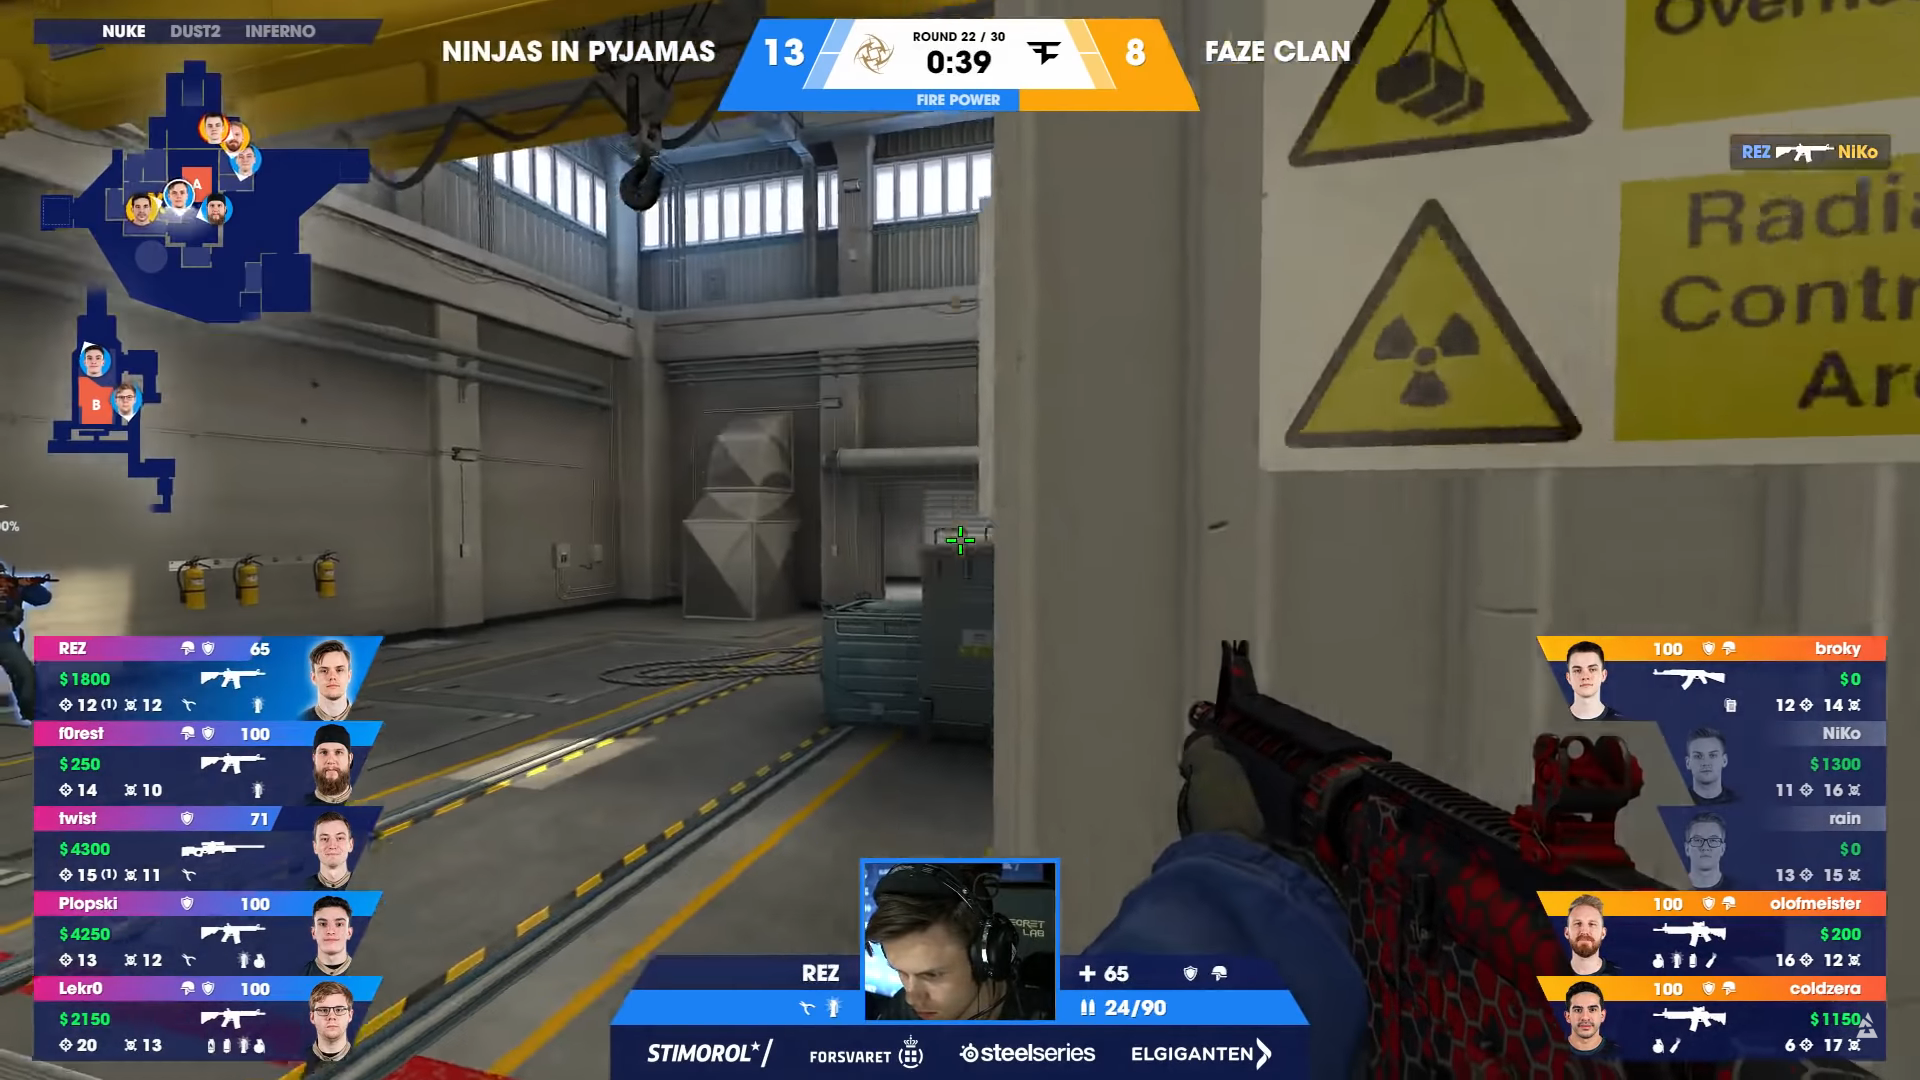 NUKE DUST2 INFERNO
NINJAS IN PYJAMAS 13 ROUND 22 / 30 8 FAZE CLAN
0:39
FIRE POWER
REZ NiKo
A
B
REZ 65
$1800
12 (1) 12
f0rest 100
$250
14 10
twist 71
$4300
15 (1) 11
Plopski 100
$4250
13 12
Lekr0 100
$2150
20 13
100 broky
$0
12 14
NiKo
$1300
11 16
rain
$0
13 15
100 olofmeister
$200
16 12
100 coldzera
$1150
6 17
REZ 65
24/90
STIMOROL FORSVARET steelseries ELGIGANTEN
Radia
Contr
Are